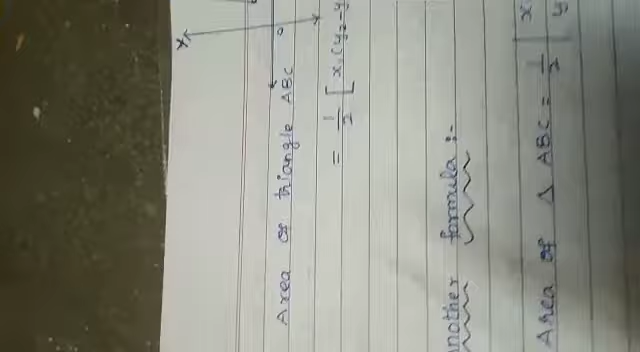 Area of triangle ABC
= 1/2 [ x₁(y₂-y
another formula :-
Area of Δ ABC = 1/2 [ x
y